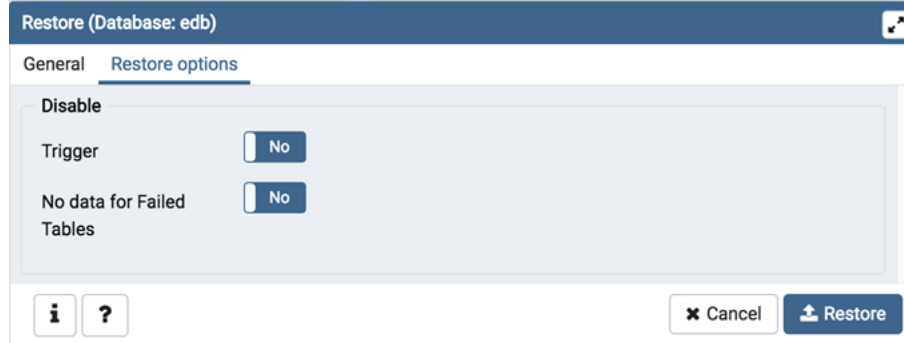 Restore (Database: edb)
General Restore options
Disable
Trigger No
No data for Failed No
Tables
i ? Cancel Restore